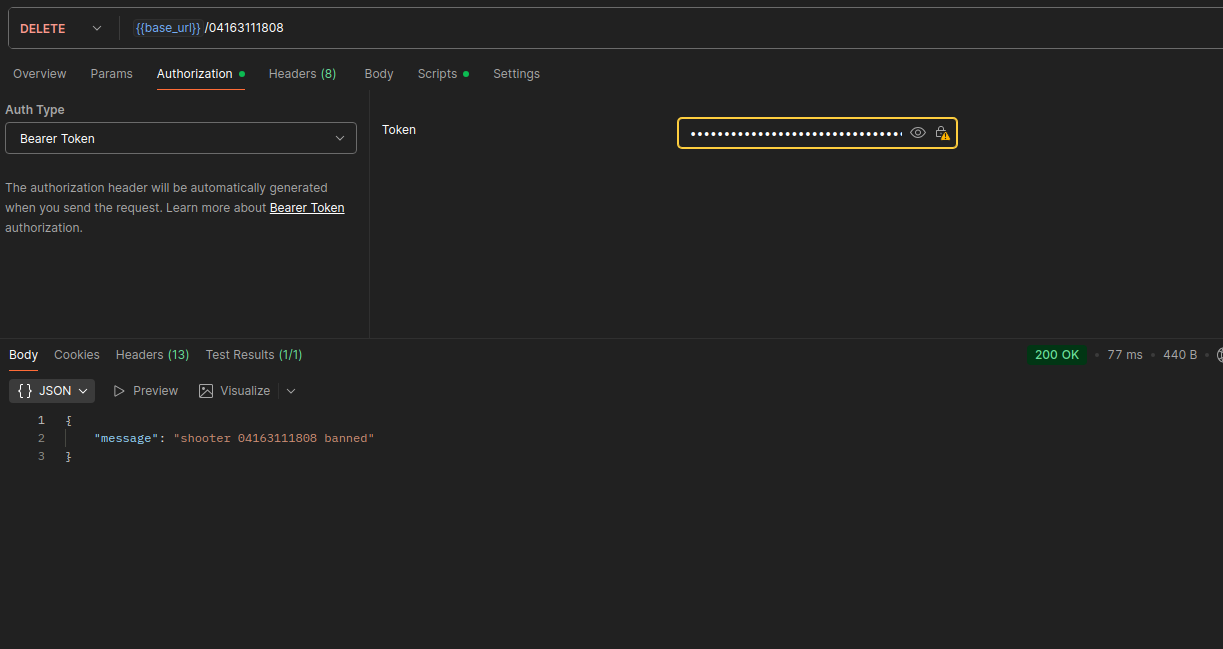 DELETE {{base_url}} /04163111808
Overview Params Authorization Headers (8) Body Scripts Settings
Auth Type
Bearer Token
Token
The authorization header will be automatically generated
when you send the request. Learn more about Bearer Token
authorization.
Body Cookies Headers (13) Test Results (1/1) 200 OK • 77 ms • 440 B •
{} JSON Preview Visualize
1 {
2 "message": "shooter 04163111808 banned"
3 }